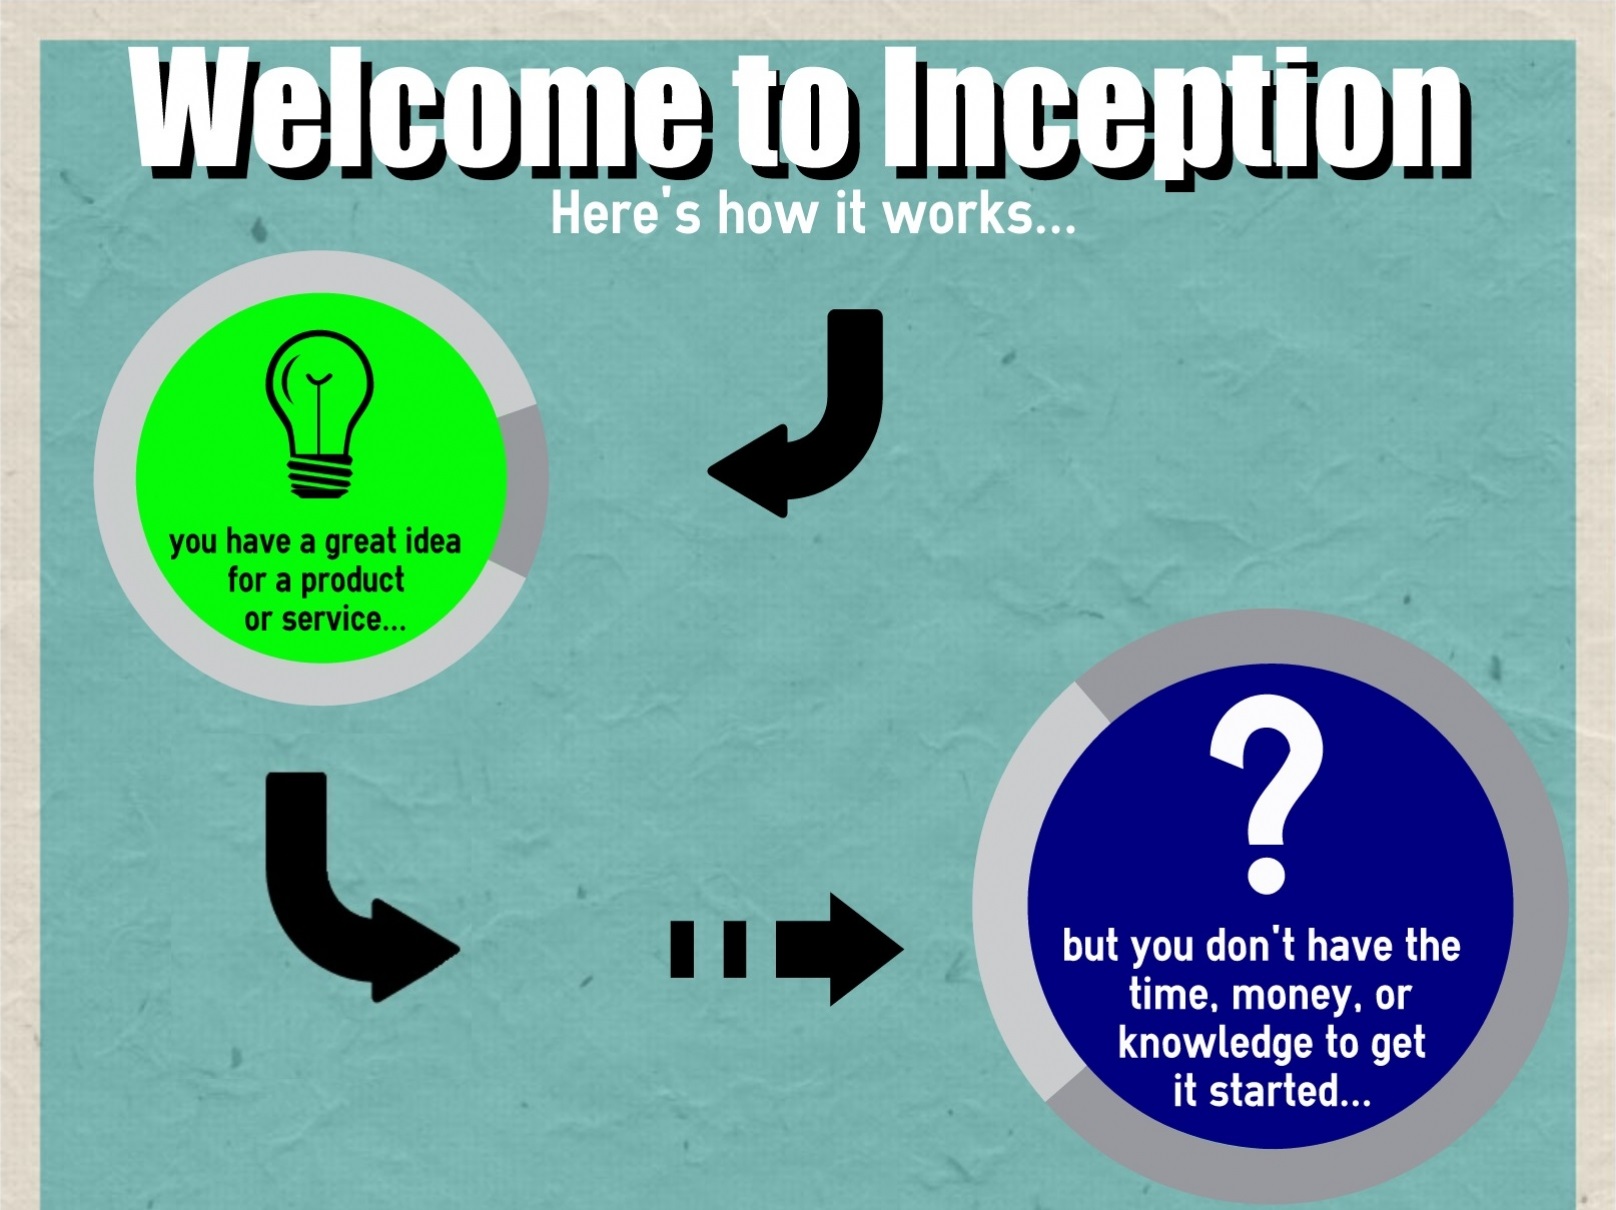 Welcome to Inception
Here's how it works...
you have a great idea
for a product
or service...
but you don't have the
time, money, or
knowledge to get
it started...